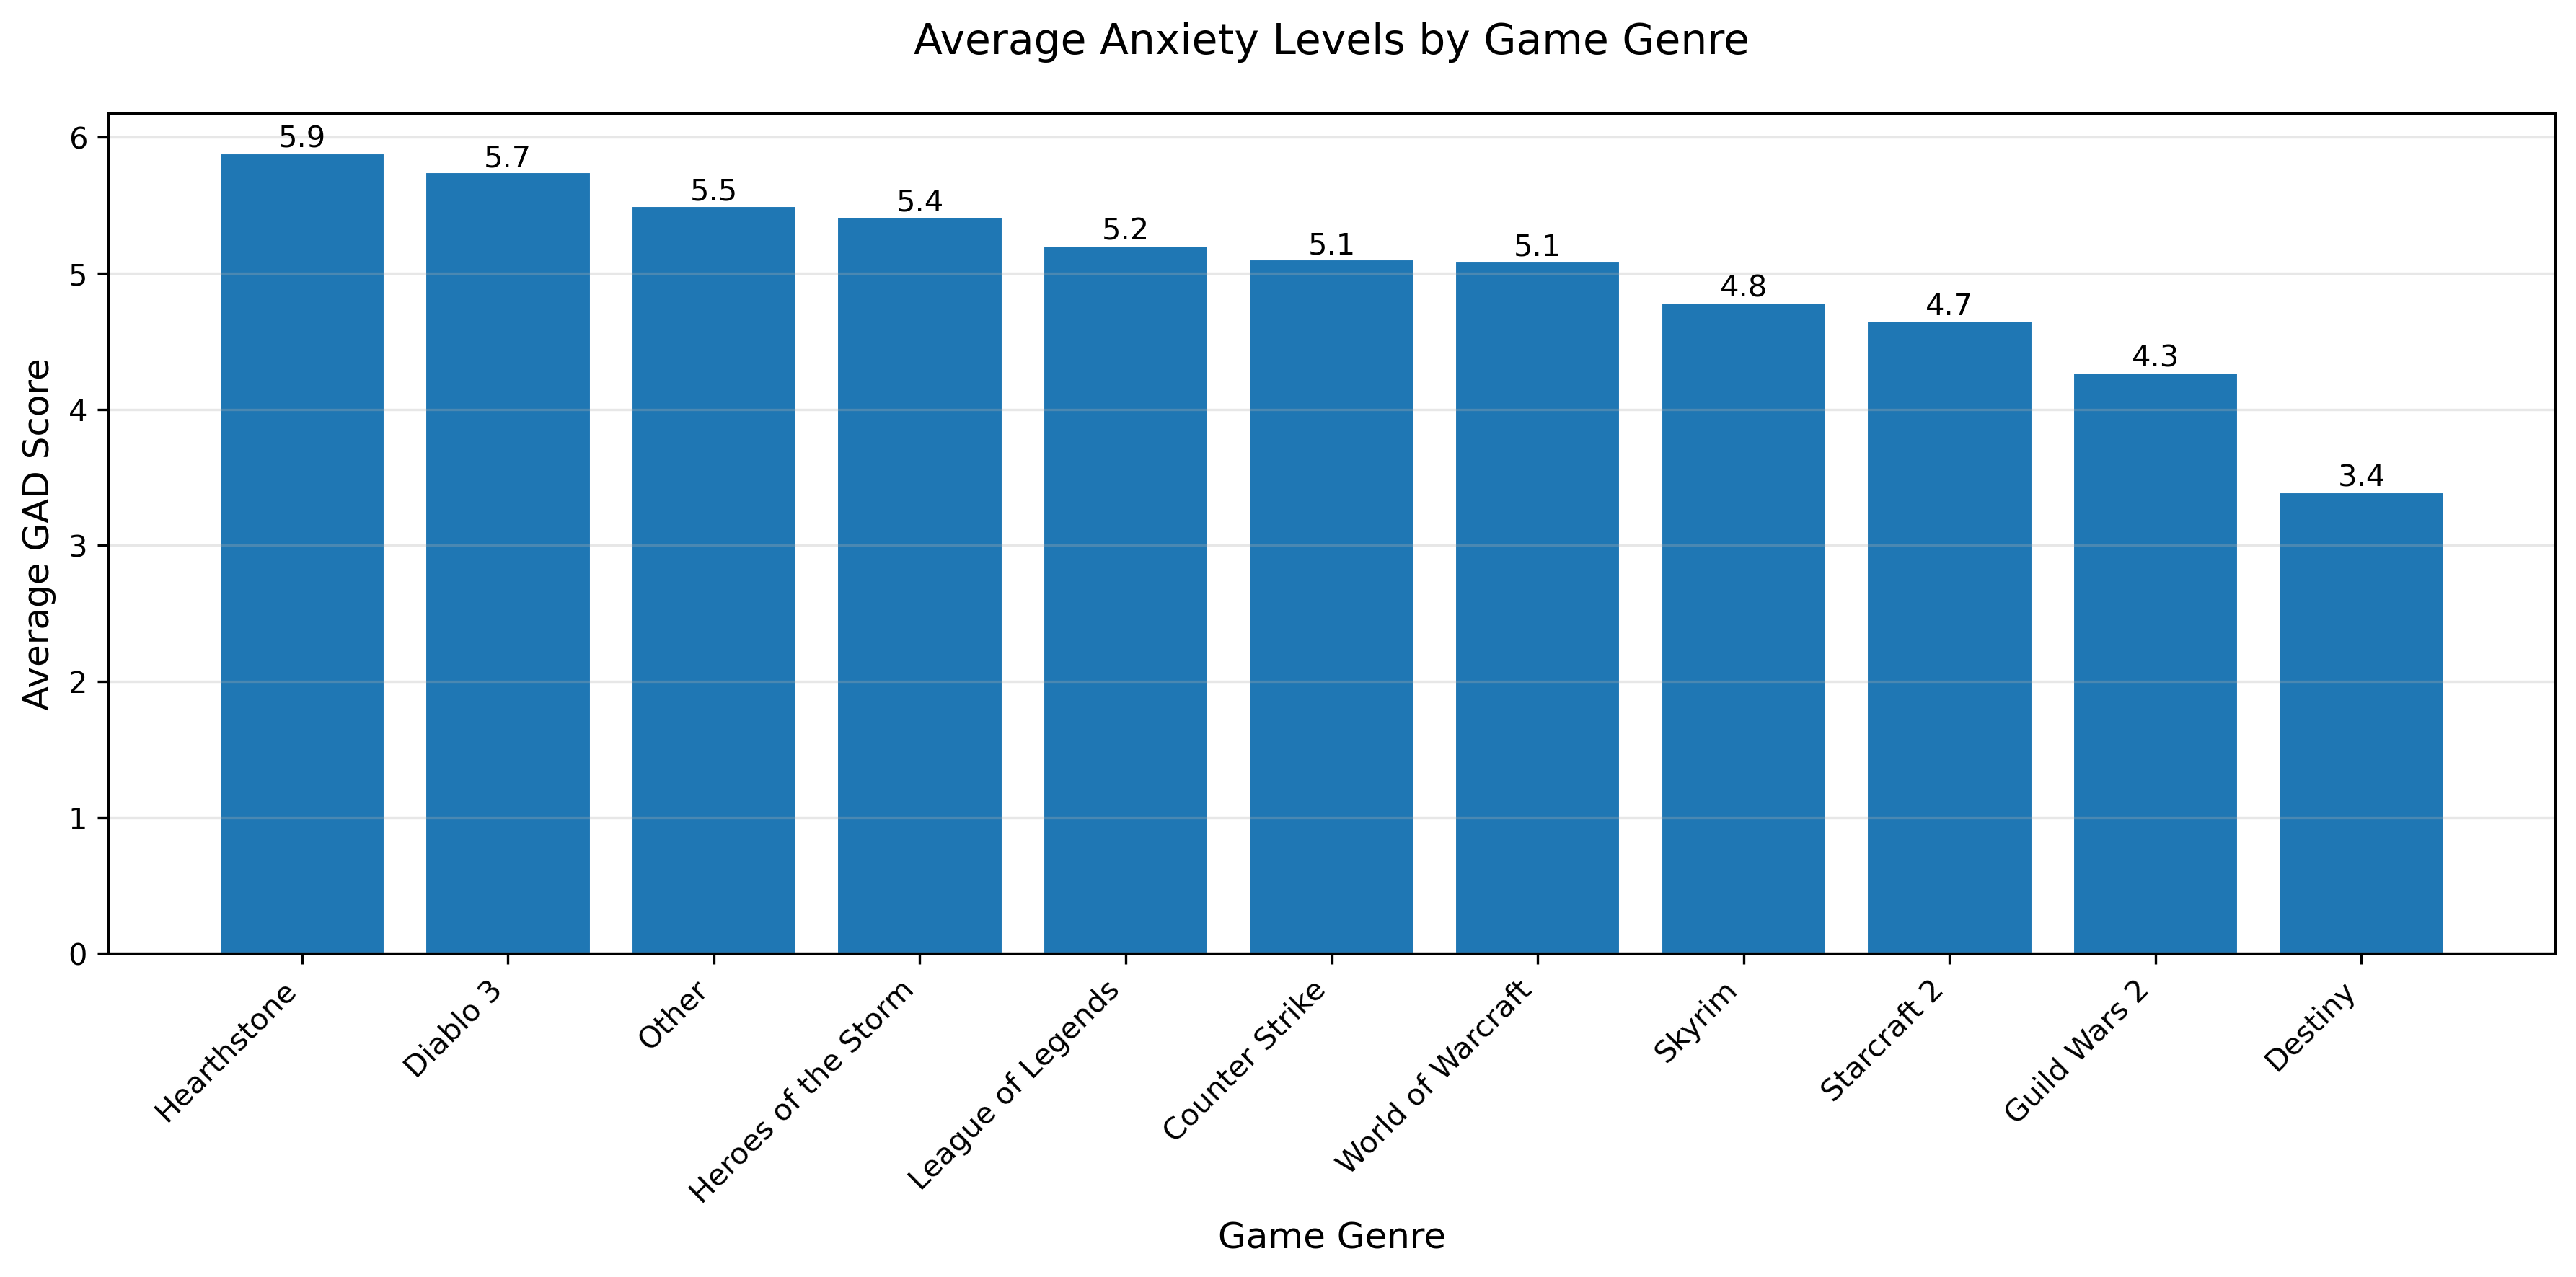 Average Anxiety Levels by Game Genre
Average GAD Score
6
5
4
3
2
1
0
5.9
5.7
5.5
5.4
5.2
5.1
5.1
4.8
4.7
4.3
3.4
Hearthstone
Diablo 3
Other
Heroes of the Storm
League of Legends
Counter Strike
World of Warcraft
Skyrim
Starcraft 2
Guild Wars 2
Destiny
Game Genre